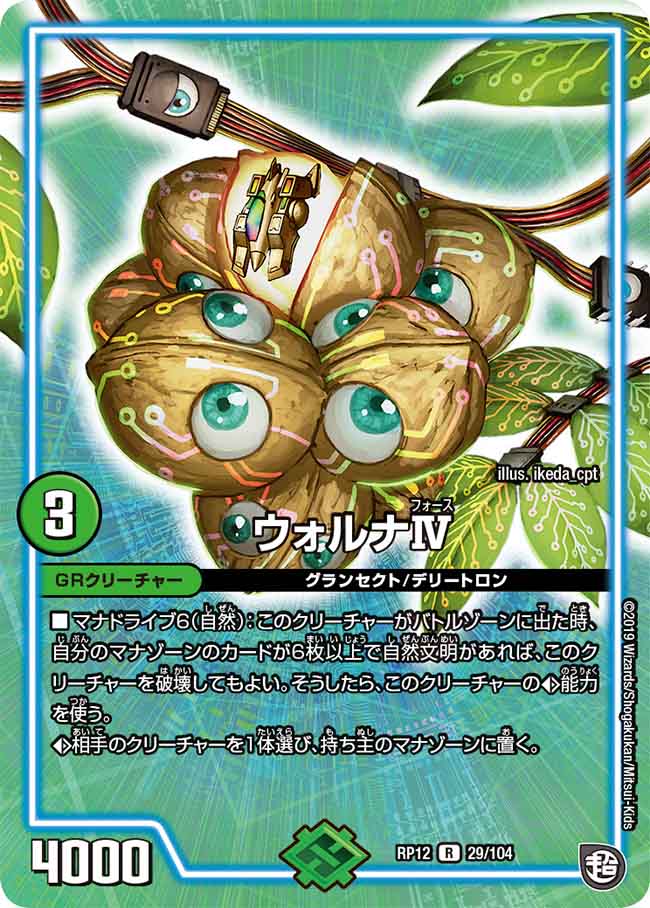 illus. ikeda_cpt
フォース
ウォルナⅣ
3
GRクリーチャー
グランセクト/デリートロン
■マナドライブ6(自然):このクリーチャーがバトルゾーンに出た時、
自分のマナゾーンのカードが6枚以上で自然文明があれば、このク
リーチャーを破壊してもよい。そうしたら、このクリーチャーの能力
を使う。
相手のクリーチャーを1体選び、持ち主のマナゾーンに置く。
©2019 Wizards/Shogakukan/Mitsui-Kids
4000
RP12 R 29/104
超